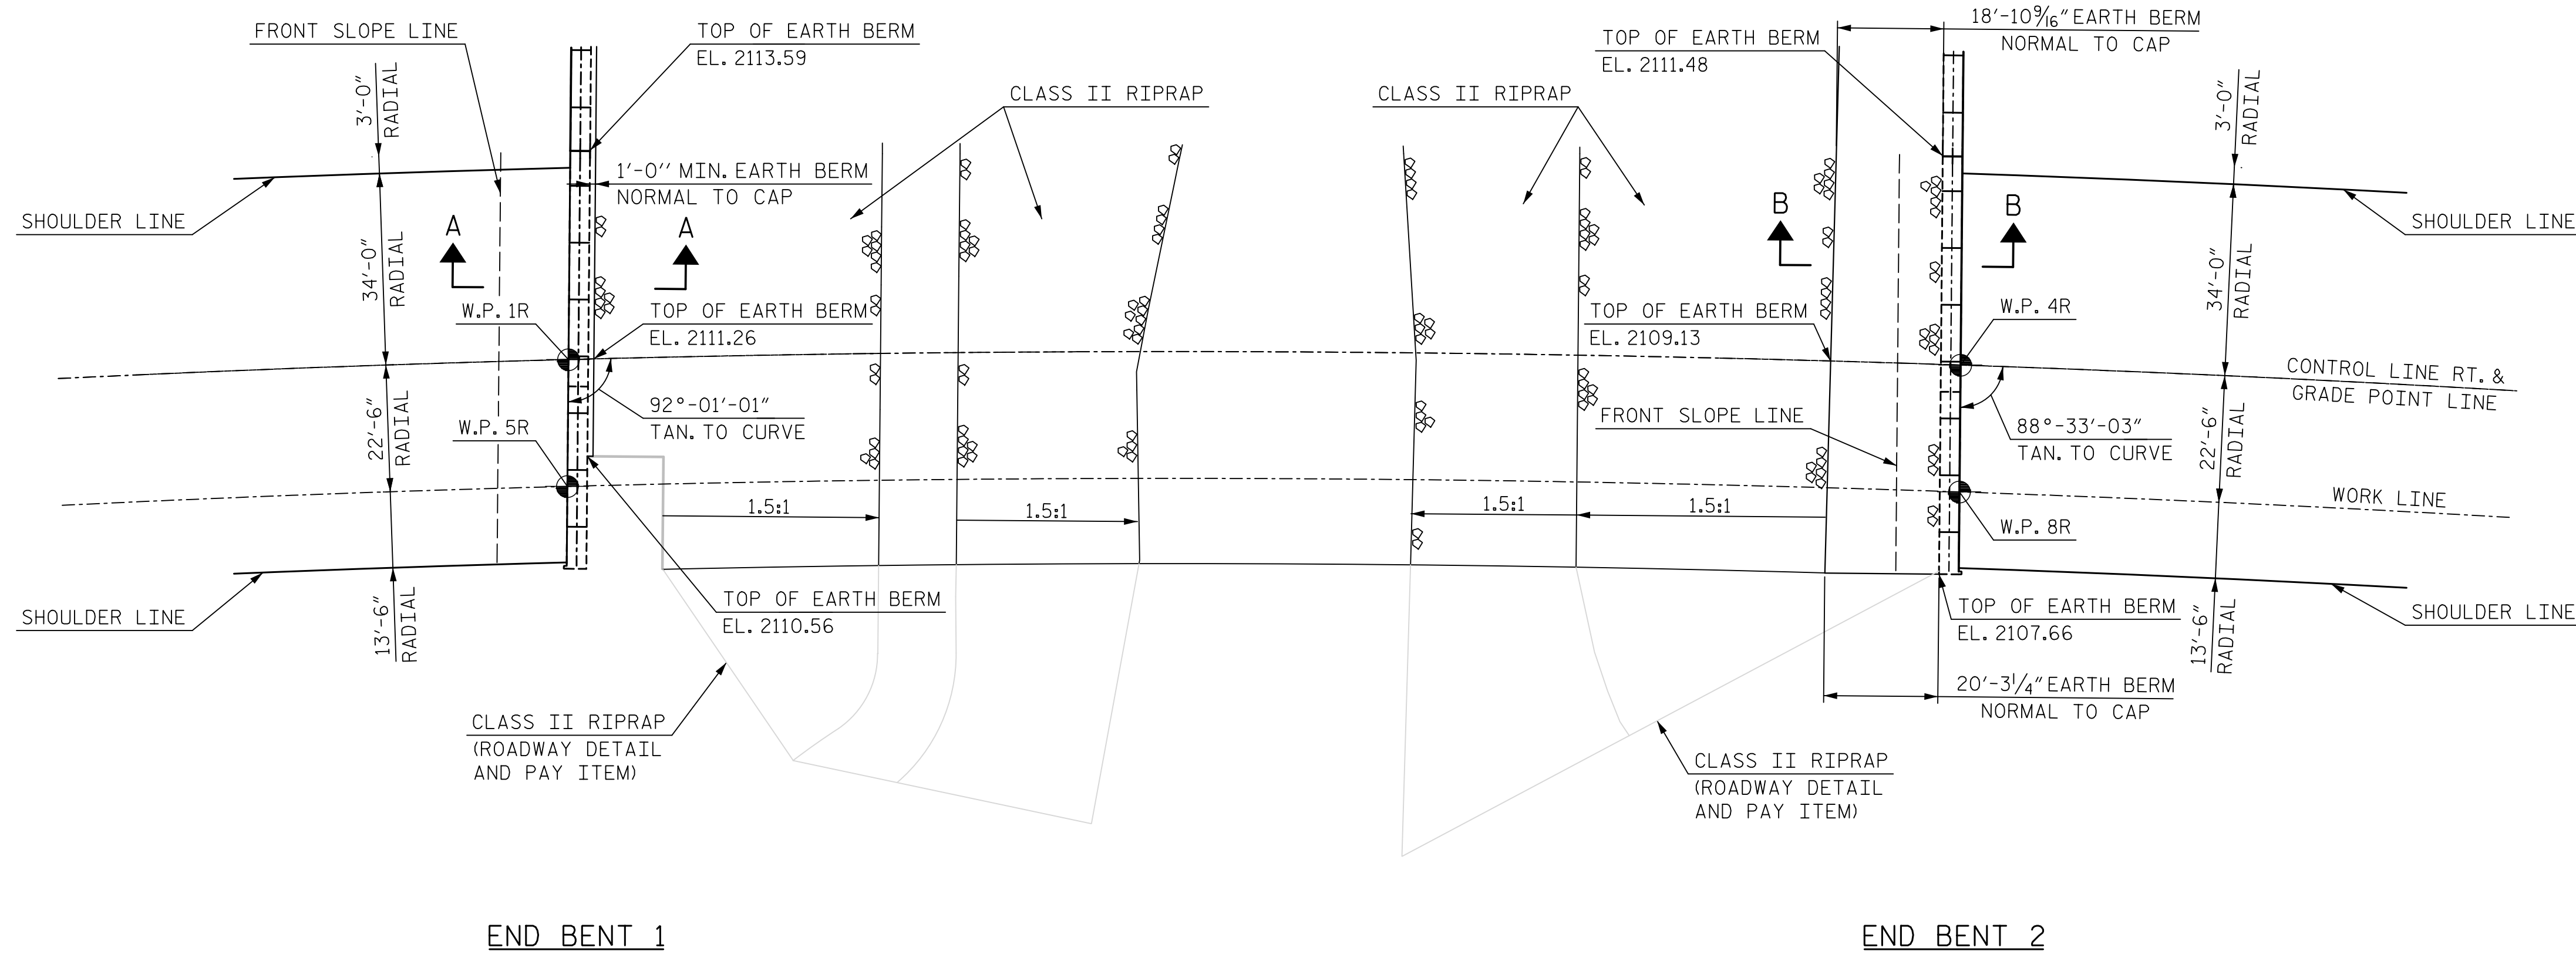 FRONT SLOPE LINE
TOP OF EARTH BERM
EL. 2113.59
3'-0"
RADIAL
CLASS II RIPRAP
1'-0" MIN. EARTH BERM
NORMAL TO CAP
SHOULDER LINE
A
A
34'-0"
RADIAL
W.P. 1R
TOP OF EARTH BERM
EL. 2111.26
92°-01'-01"
TAN. TO CURVE
22'-6"
RADIAL
W.P. 5R
1.5:1
1.5:1
SHOULDER LINE
13'-6"
RADIAL
TOP OF EARTH BERM
EL. 2110.56
CLASS II RIPRAP
(ROADWAY DETAIL
AND PAY ITEM)
END BENT 1
18'-10 9/16" EARTH BERM
NORMAL TO CAP
TOP OF EARTH BERM
EL. 2111.48
CLASS II RIPRAP
3'-0"
RADIAL
B
B
SHOULDER LINE
34'-0"
RADIAL
TOP OF EARTH BERM
EL. 2109.13
W.P. 4R
CONTROL LINE RT. &
GRADE POINT LINE
FRONT SLOPE LINE
88°-33'-03"
TAN. TO CURVE
22'-6"
RADIAL
1.5:1
1.5:1
WORK LINE
W.P. 8R
TOP OF EARTH BERM
EL. 2107.66
SHOULDER LINE
13'-6"
RADIAL
20'-3 1/4" EARTH BERM
NORMAL TO CAP
CLASS II RIPRAP
(ROADWAY DETAIL
AND PAY ITEM)
END BENT 2